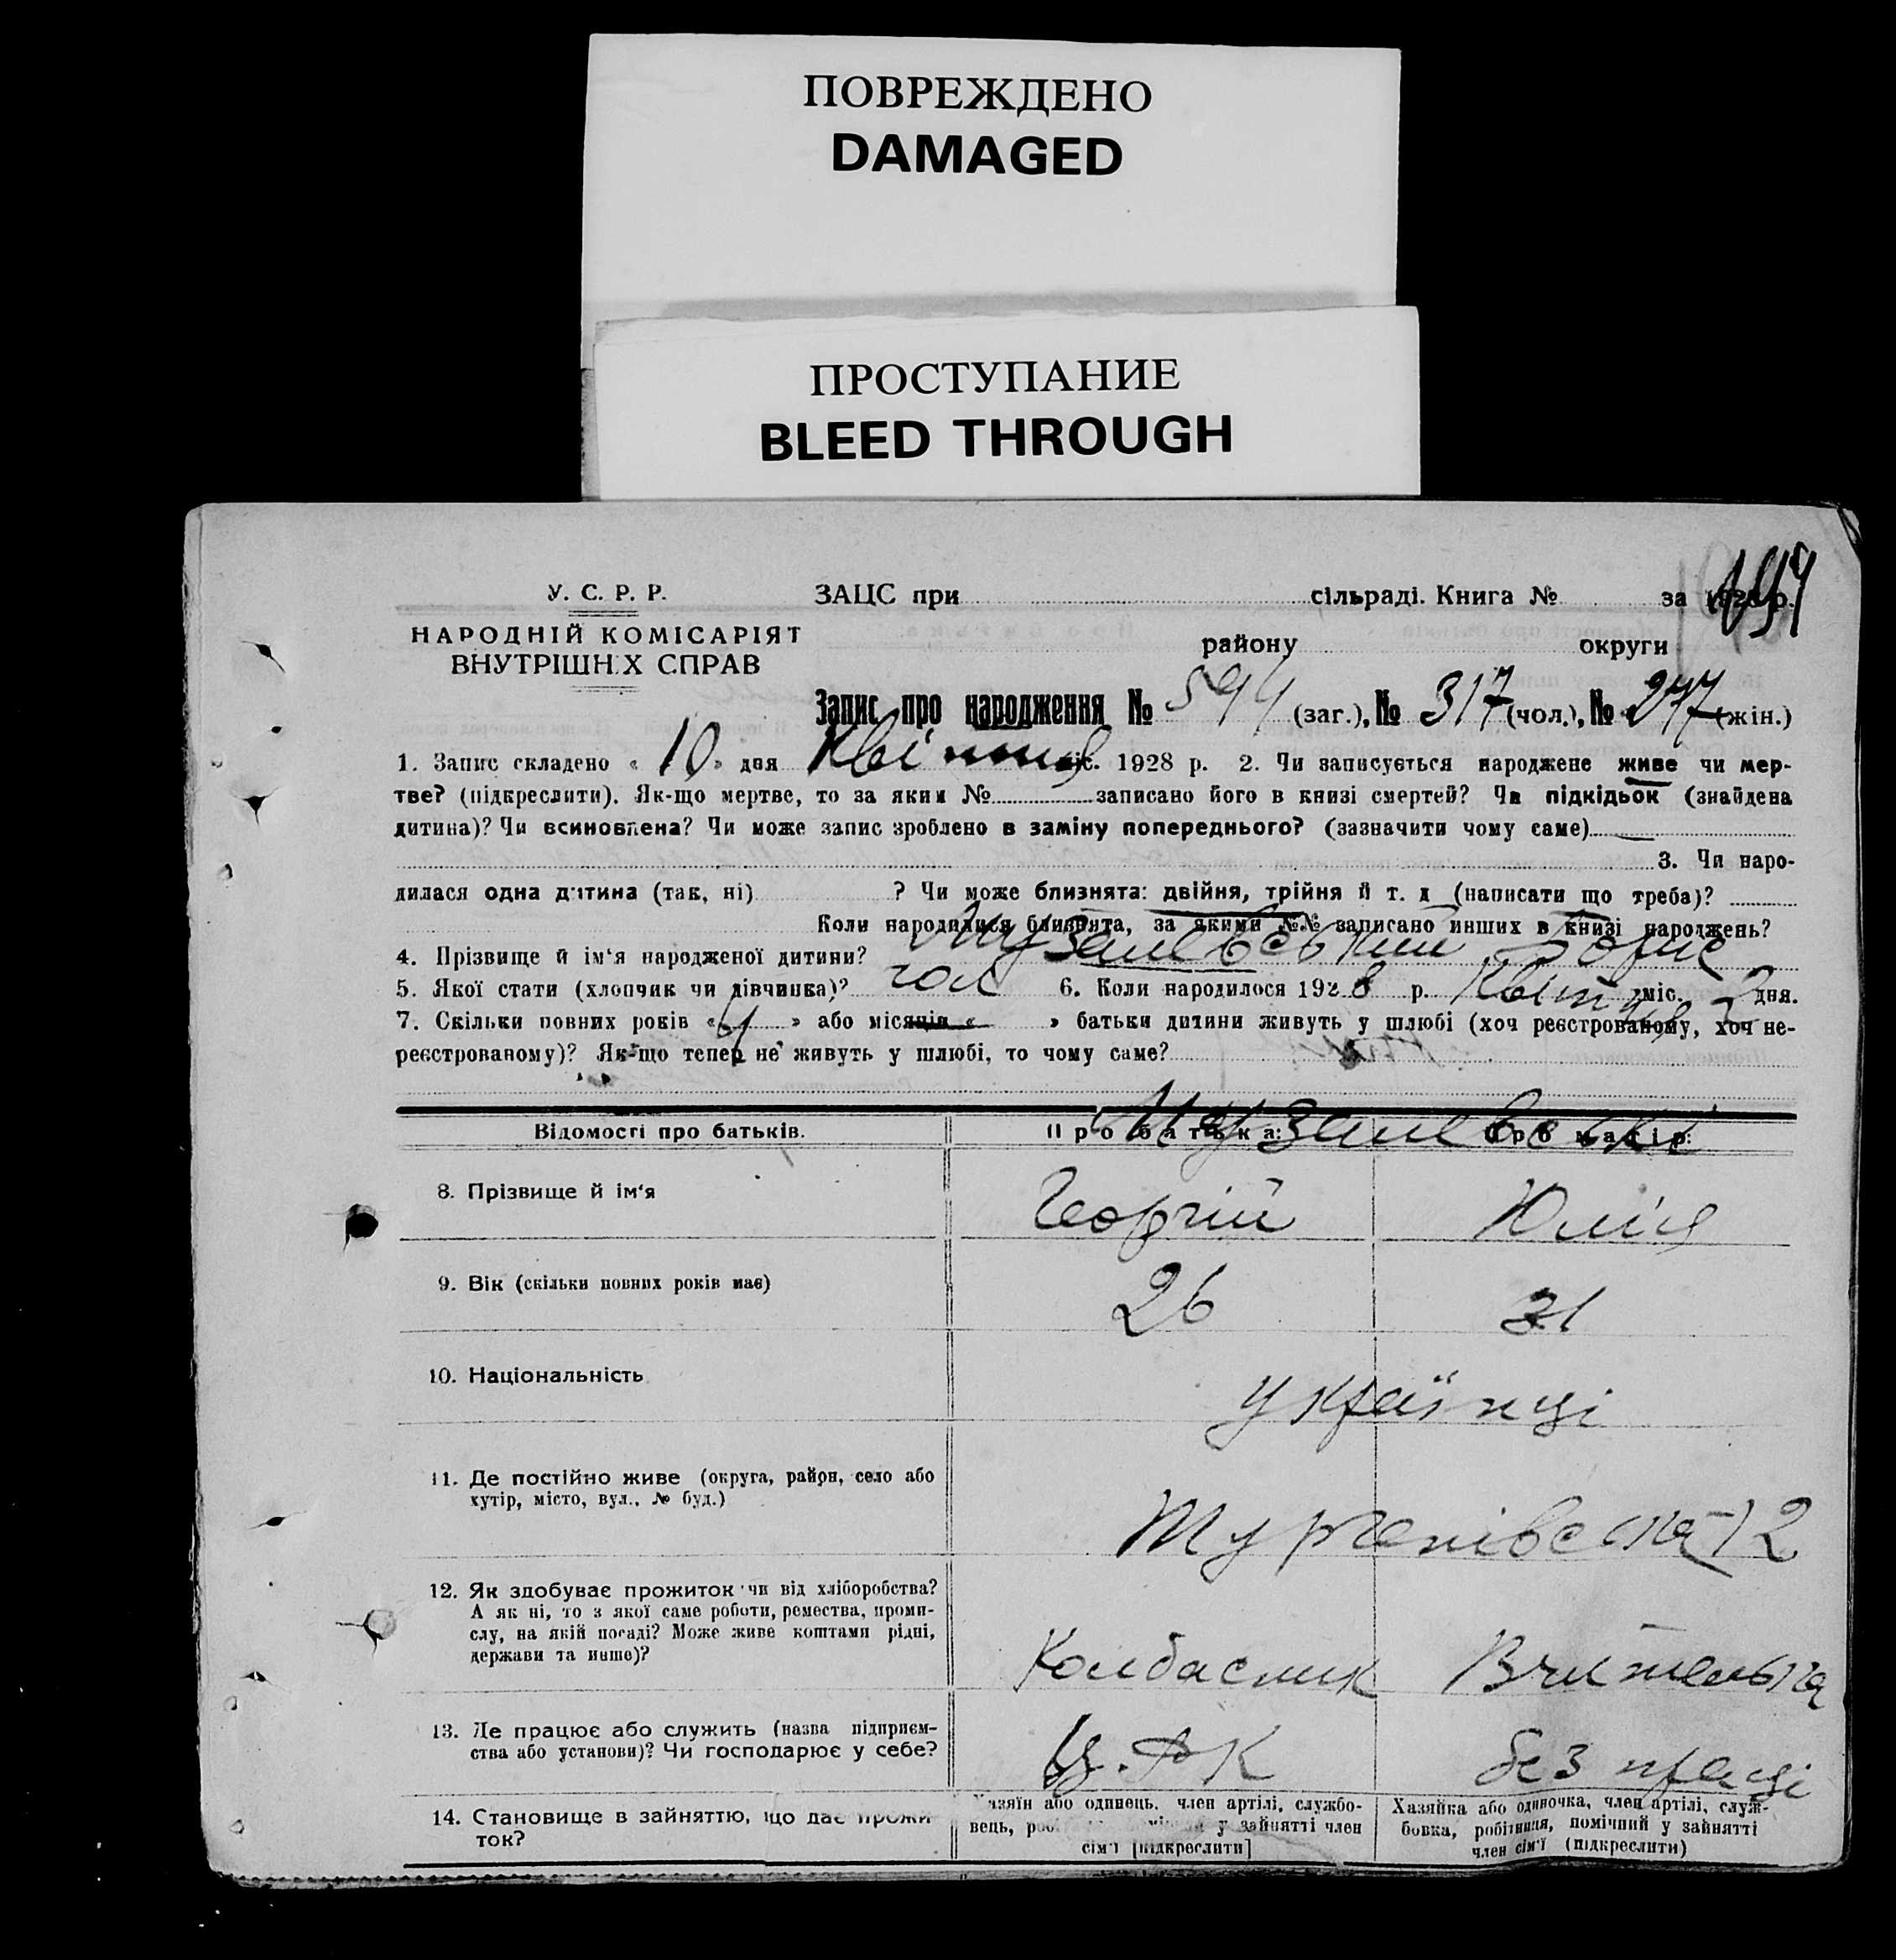 ПОВРЕЖДЕНО
DAMAGED
ПРОСТУПАНИЕ
BLEED THROUGH
У. С. Р. Р.
НАРОДНІЙ КОМІСАРІЯТ
ВНУТРІШНІХ СПРАВ
ЗАЦС при сільраді. Книга № за 1928 р.
району округи
Запис про народження № 594 (заг.), № 317 (чол.), № 277 (жін.)
1. Запис складено « 10 » дня Квітня міс. 1928 р. 2. Чи записується народжене живе чи мер-
тве? (підкреслити). Як-що мертве, то за яким № записано його в книзі смертей? Чи підкідьок (знайдена
дитина)? Чи всиновлена? Чи може запис зроблено в заміну попереднього? (зазначити чому саме)
3. Чи наро-
дилася одна дитина (так, ні) ? Чи може близнята: двійня, трійня й т. д (написати що треба)?
Коли народилися близнята, за якими №№ записано инших в книзі народжень?
4. Прізвище й ім'я народженої дитини? Борис
5. Якої стати (хлопчик чи дівчинка)? чол 6. Коли народилося 1928 р. Квітня міс. 2 дня.
7. Скільки повних років « 4 » або місяців « » батьки дитини живуть у шлюбі (хоч реєстрованому, хоч не-
реєстрованому)? Як-що тепер не живуть у шлюбі, то чому саме?
Відомості про батьків. Про батька: Про матір:
8. Прізвище й ім'я Георгій Юлія
9. Вік (скільки повних років має) 26 21
10. Національність Українці
11. Де постійно живе (округа, район, село або
хутір, місто, вул., № буд.)
Тургенівська-12
12. Як здобуває прожиток чи від хліборобства?
А як ні, то з якої саме роботи, ремества, проми-
слу, на якій посаді? Може живе коштами рідні,
держави та инше)?
Колбасник Вчителька
13. Де працює або служить (назва підприєм-
ства або установи)? Чи господарює у себе?
Ц.Р.К без праці
14. Становище в зайняттю, що дає прожи-
ток?
Хазяїн або одинець, член артілі, службо-
вець, у зайнятті член
сім'ї [підкреслити]
Хазяйка або одиночка, член артілі, служ-
бовка, робітниця, помічний у зайнятті
член сім'ї (підкреслити)